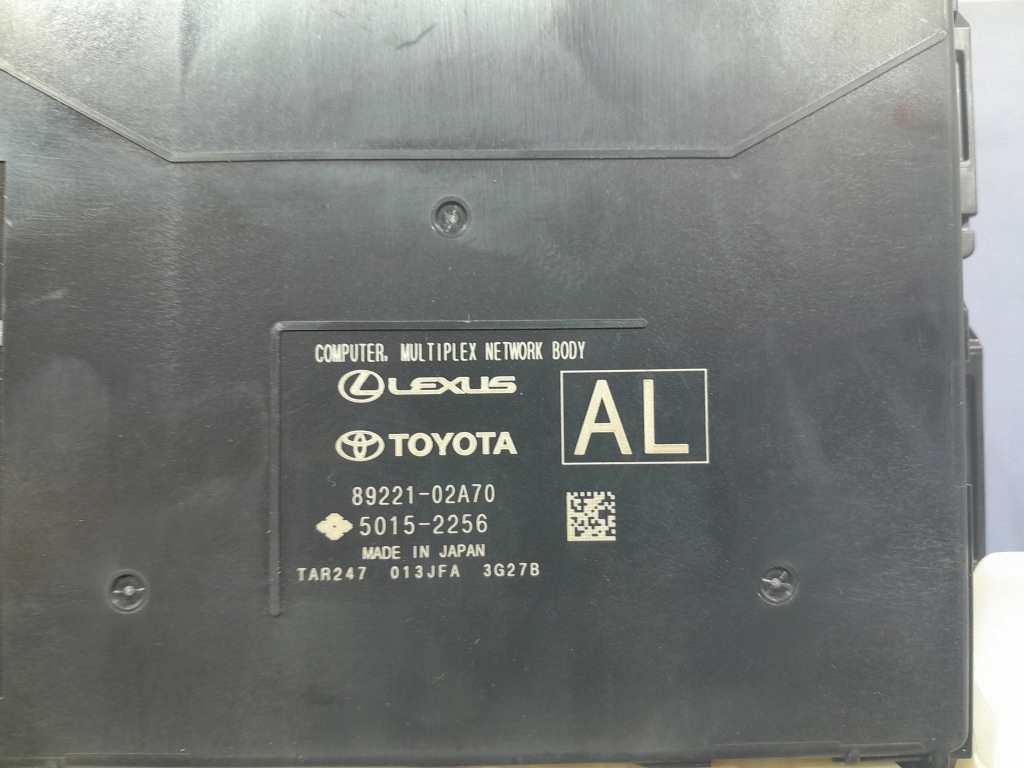 COMPUTER, MULTIPLEX NETWORK BODY
LEXUS
AL
TOYOTA
89221-02A70
5015-2256
MADE IN JAPAN
TAR247 013JFA 3G27B